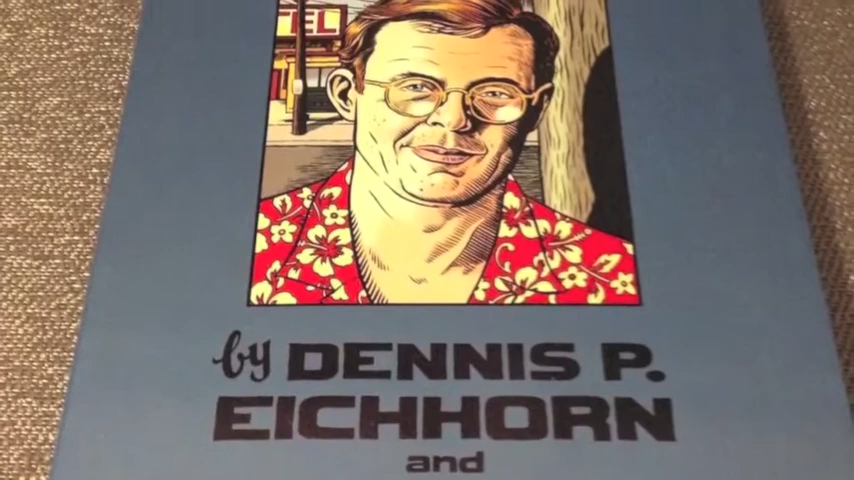 TEL
by DENNIS P.
EICHHORN
and